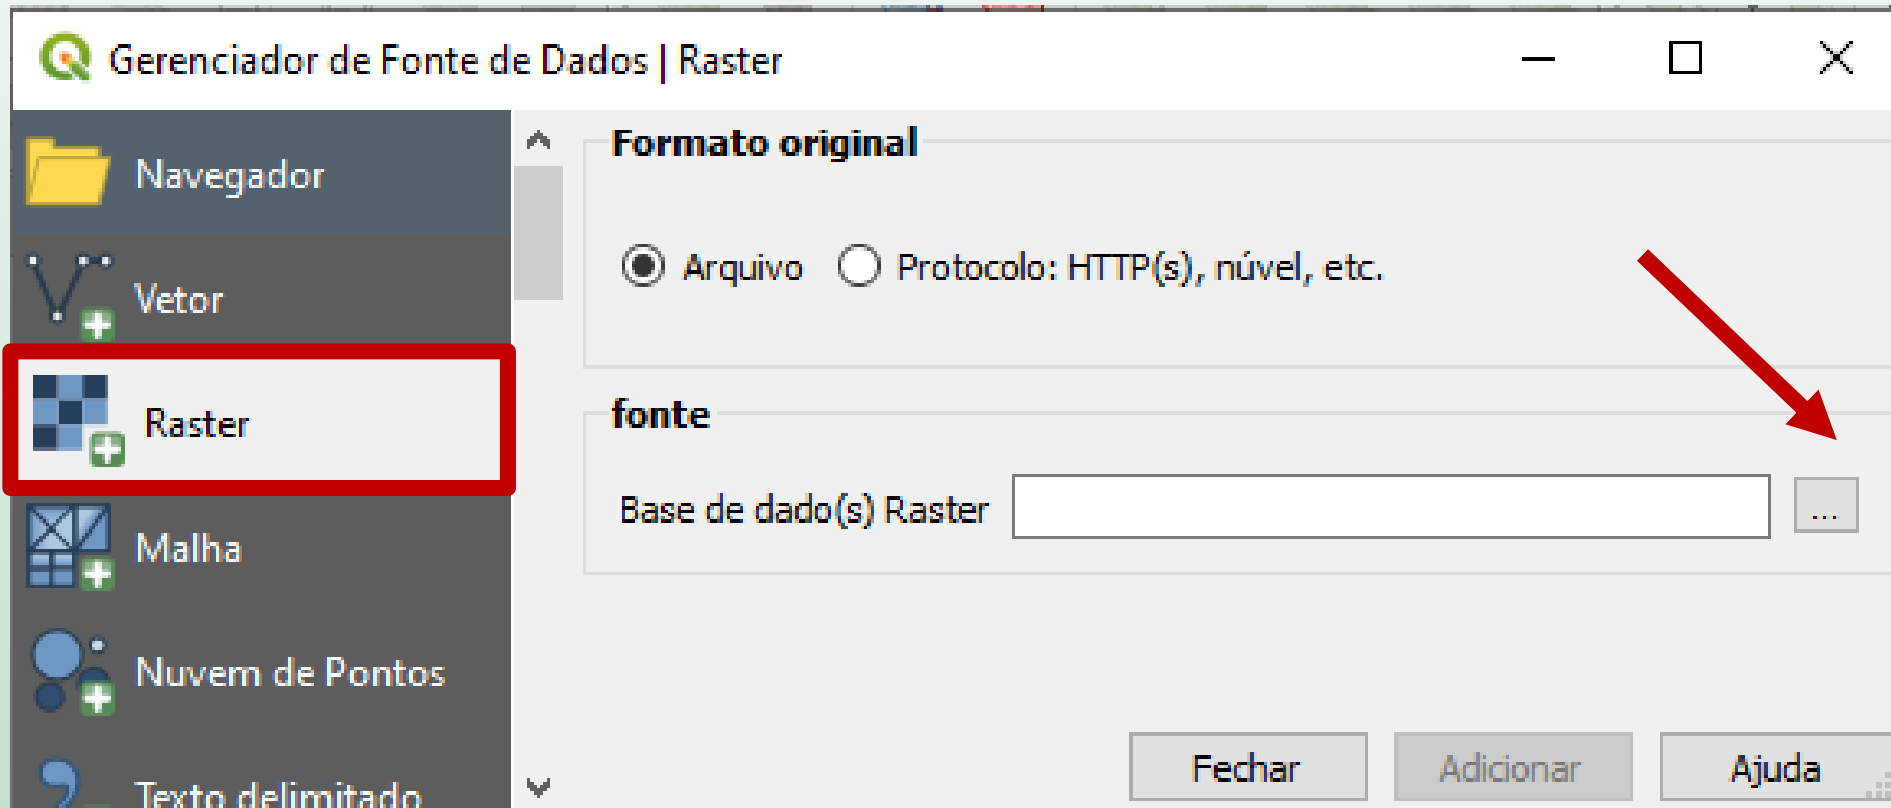 Gerenciador de Fonte de Dados | Raster
Navegador
Vetor
Raster
Malha
Nuvem de Pontos
Texto delimitado
Formato original
Arquivo
Protocolo: HTTP(s), núvel, etc.
fonte
Base de dado(s) Raster
...
Fechar
Adicionar
Ajuda